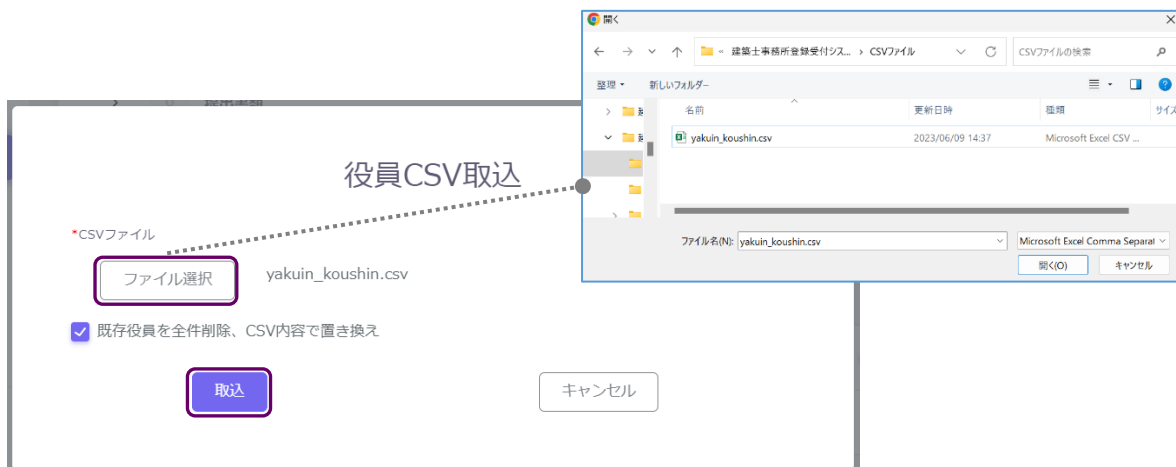 開く
« 建築士事務所登録受付シス... › CSVファイル
CSVファイルの検索
整理
新しいフォルダー
名前
更新日時
種類
サイズ
yakuin_koushin.csv
2023/06/09 14:37
Microsoft Excel CSV ...
ファイル名(N):
yakuin_koushin.csv
Microsoft Excel Comma Separat
開く(O)
キャンセル
役員CSV取込
*CSVファイル
ファイル選択
yakuin_koushin.csv
既存役員を全件削除、CSV内容で置き換え
取込
キャンセル